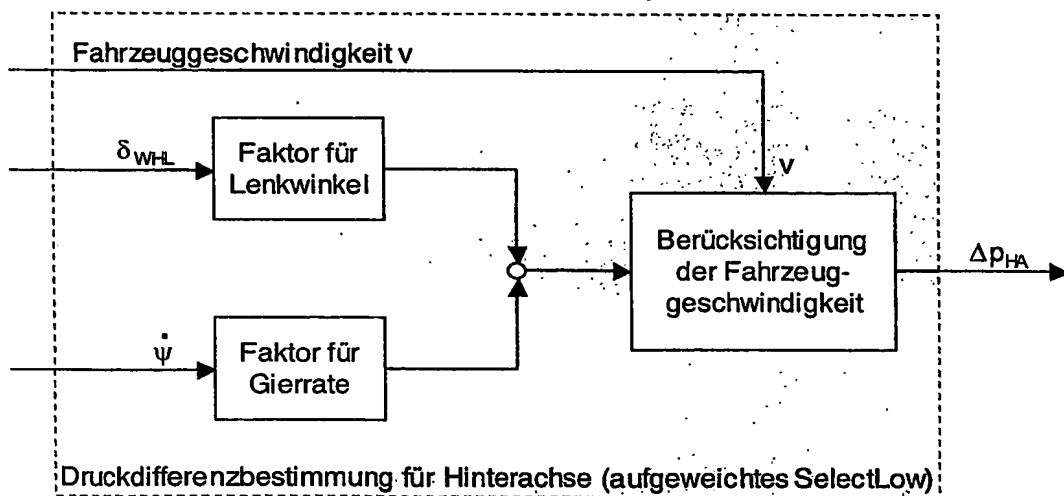 Fahrzeuggeschwindigkeit v
δWHL
Faktor für
Lenkwinkel
v
Berücksichtigung
der Fahrzeug-
geschwindigkeit
ΔpHA
ψ̇
Faktor für
Gierrate
Druckdifferenzbestimmung für Hinterachse (aufgeweichtes SelectLow)